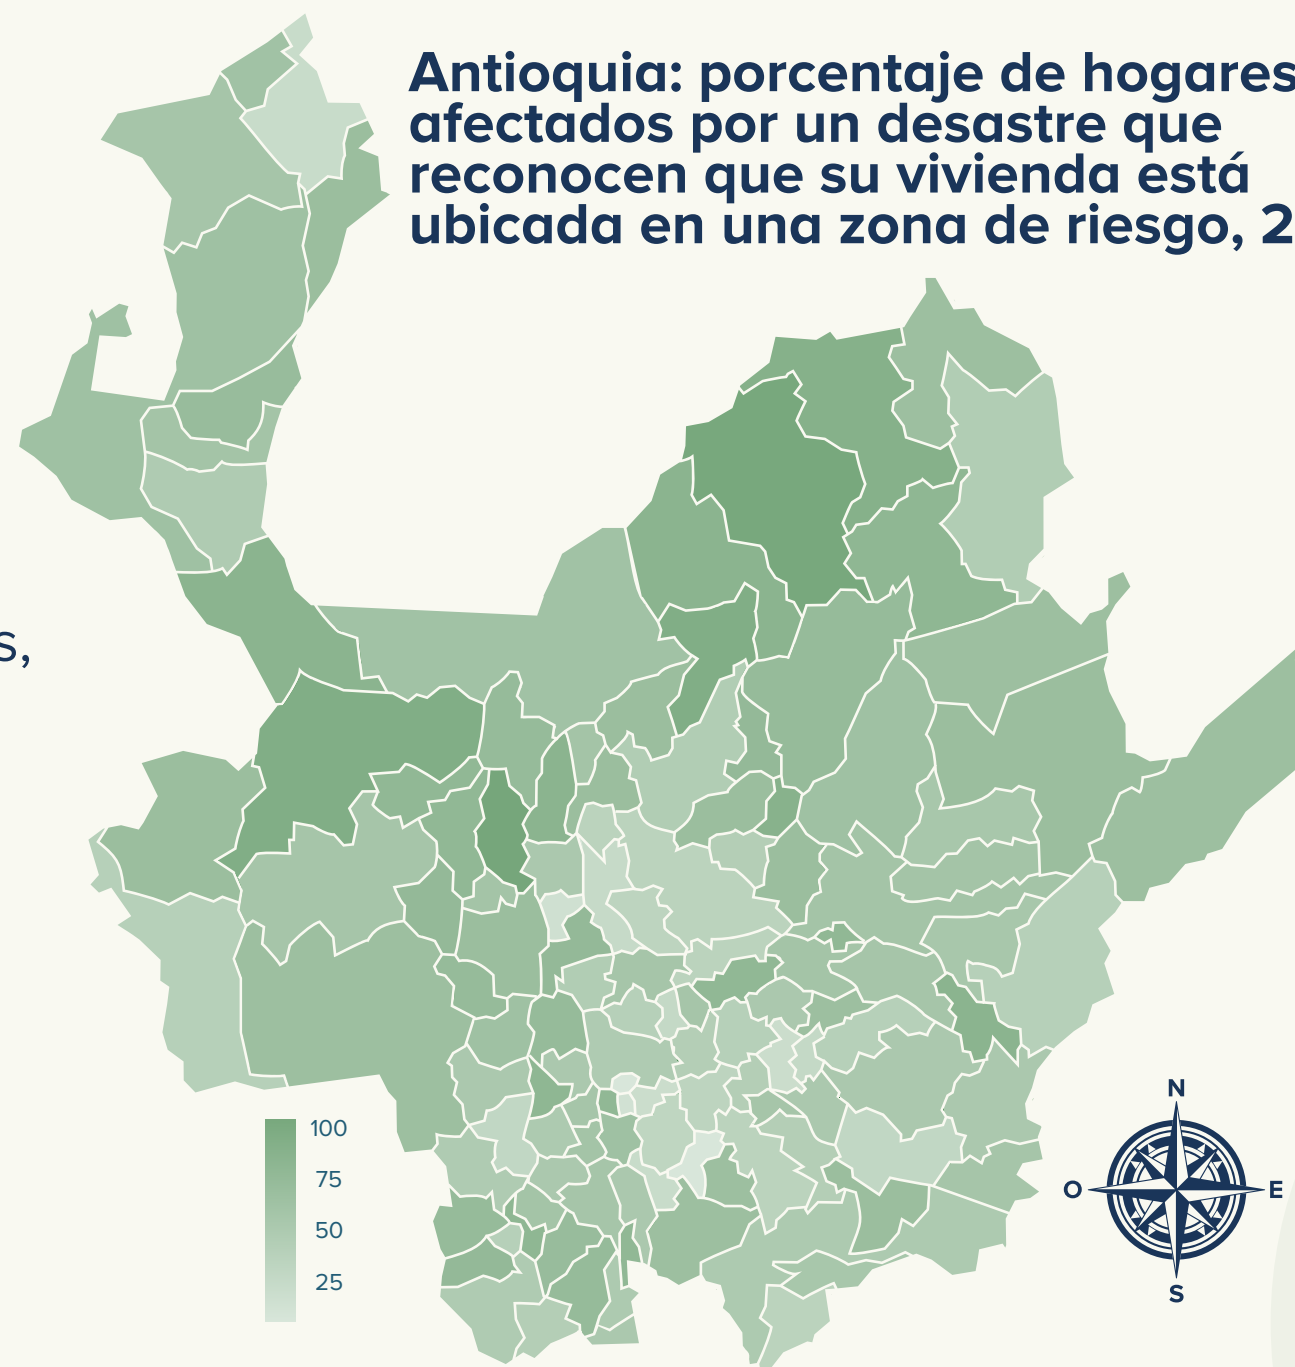 Antioquia: porcentaje de hogares
afectados por un desastre que
reconocen que su vivienda está
ubicada en una zona de riesgo, 2
s,
100
75
50
25
N
O
E
S